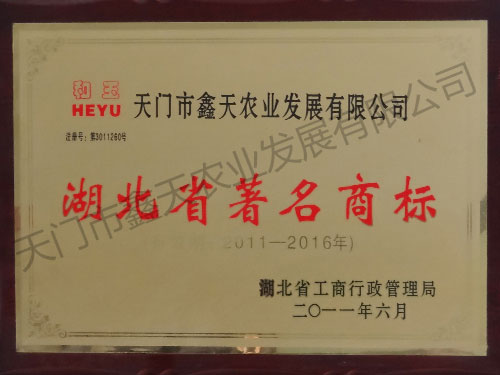 和玉
HEYU 天门市鑫天农业发展有限公司
注册号：第3011260号
湖北省著名商标
2011—2016年)
湖北省工商行政管理局
二〇一一年六月
天门市鑫天农业发展有限公司